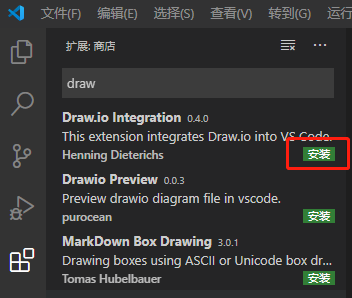 文件(F) 编辑(E) 选择(S) 查看(V) 转到(G)
扩展: 商店
draw
Draw.io Integration 0.4.0
This extension integrates Draw.io into VS Code.
Henning Dieterichs 安装
Drawio Preview 0.0.3
Preview drawio diagram file in vscode.
purocean 安装
MarkDown Box Drawing 3.0.1
Drawing boxes using ASCII or Unicode box dr...
Tomas Hubelbauer 安装